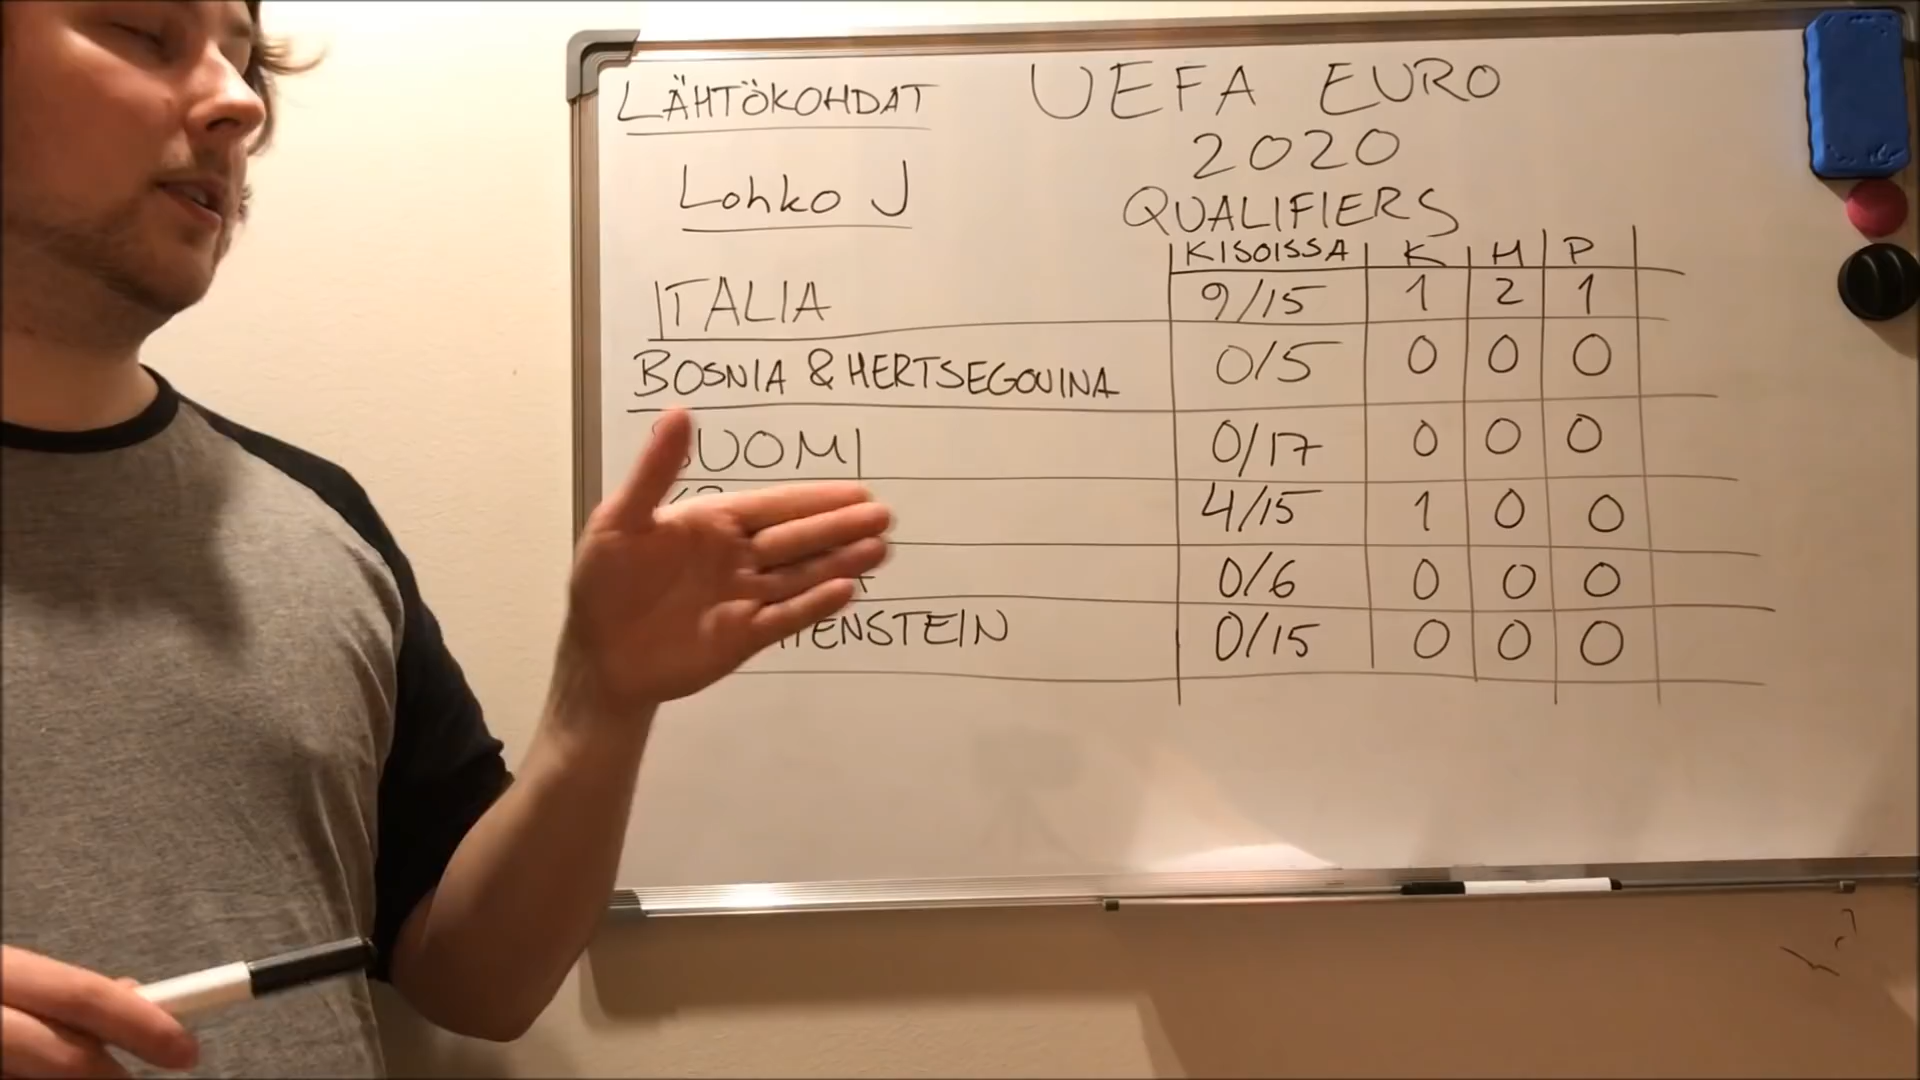 LÄHTÖKOHDAT
UEFA EURO
2020
QUALIFIERS
Lohko J
KISOISSA K H P
ITALIA 9/15 1 2 1
BOSNIA & HERTSEGOVINA 0/5 0 0 0
SUOMI 0/17 0 0 0
4/15 1 0 0
0/6 0 0 0
TENSTEIN 0/15 0 0 0